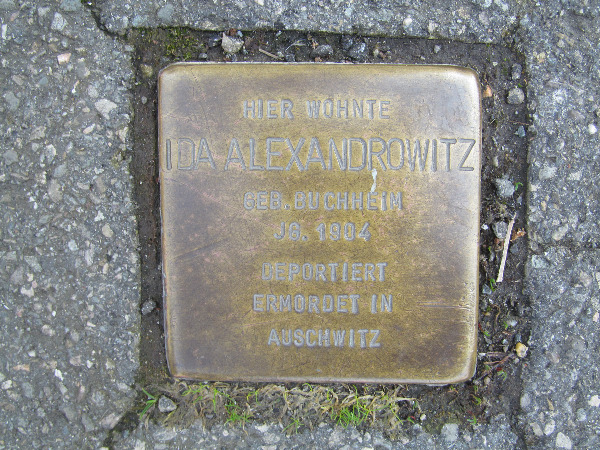 HIER WOHNTE
IDA ALEXANDROWITZ
GEB. BUCHHEIM
JG. 1904
DEPORTIERT
ERMORDET IN
AUSCHWITZ